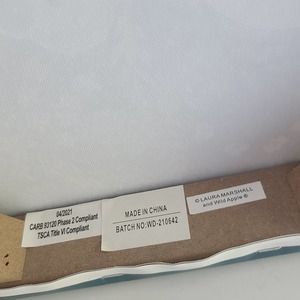 04/2021
CARB 93120 Phase 2 Compliant
TSCA Title VI Compliant
MADE IN CHINA
BATCH NO: WD-210642
© LAURA MARSHALL
and Wild Apple ®